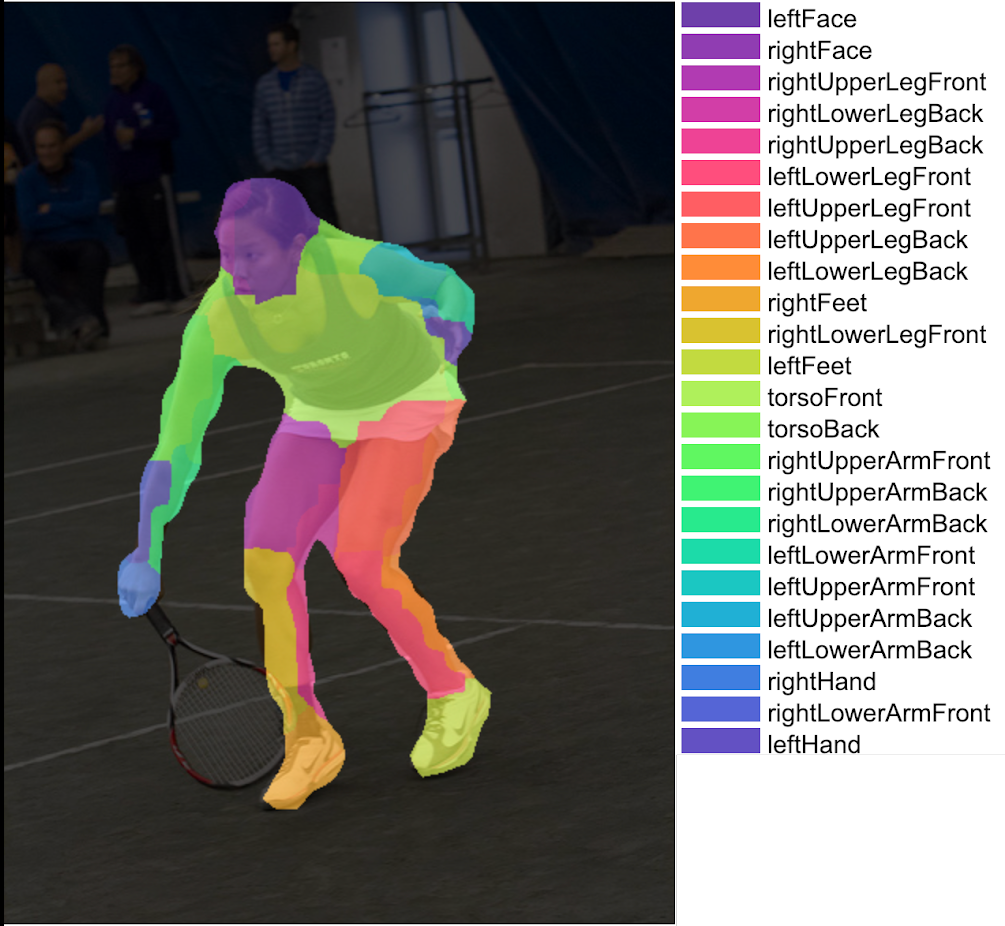 leftFace
rightFace
rightUpperLegFront
rightLowerLegBack
rightUpperLegBack
leftLowerLegFront
leftUpperLegFront
leftUpperLegBack
leftLowerLegBack
rightFeet
rightLowerLegFront
leftFeet
torsoFront
torsoBack
rightUpperArmFront
rightUpperArmBack
rightLowerArmBack
leftLowerArmFront
leftUpperArmFront
leftUpperArmBack
leftLowerArmBack
rightHand
rightLowerArmFront
leftHand
TORONTO